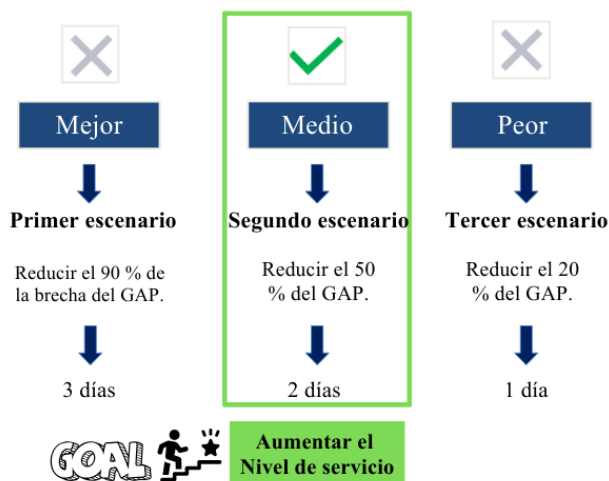 Mejor
Medio
Peor
Primer escenario
Segundo escenario
Tercer escenario
Reducir el 90 % de
la brecha del GAP.
Reducir el 50
% del GAP.
Reducir el 20
% del GAP.
3 días
2 días
1 día
GOAL
Aumentar el
Nivel de servicio